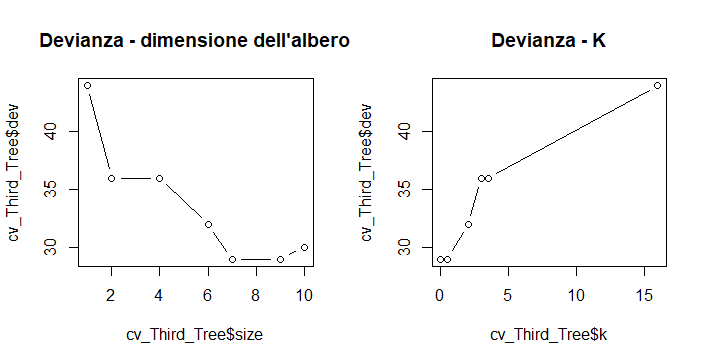 Devianza - dimensione dell'albero
cv_Third_Tree$dev
30
35
40
2
4
6
8
10
cv_Third_Tree$size
Devianza - K
cv_Third_Tree$dev
30
35
40
0
5
10
15
cv_Third_Tree$k